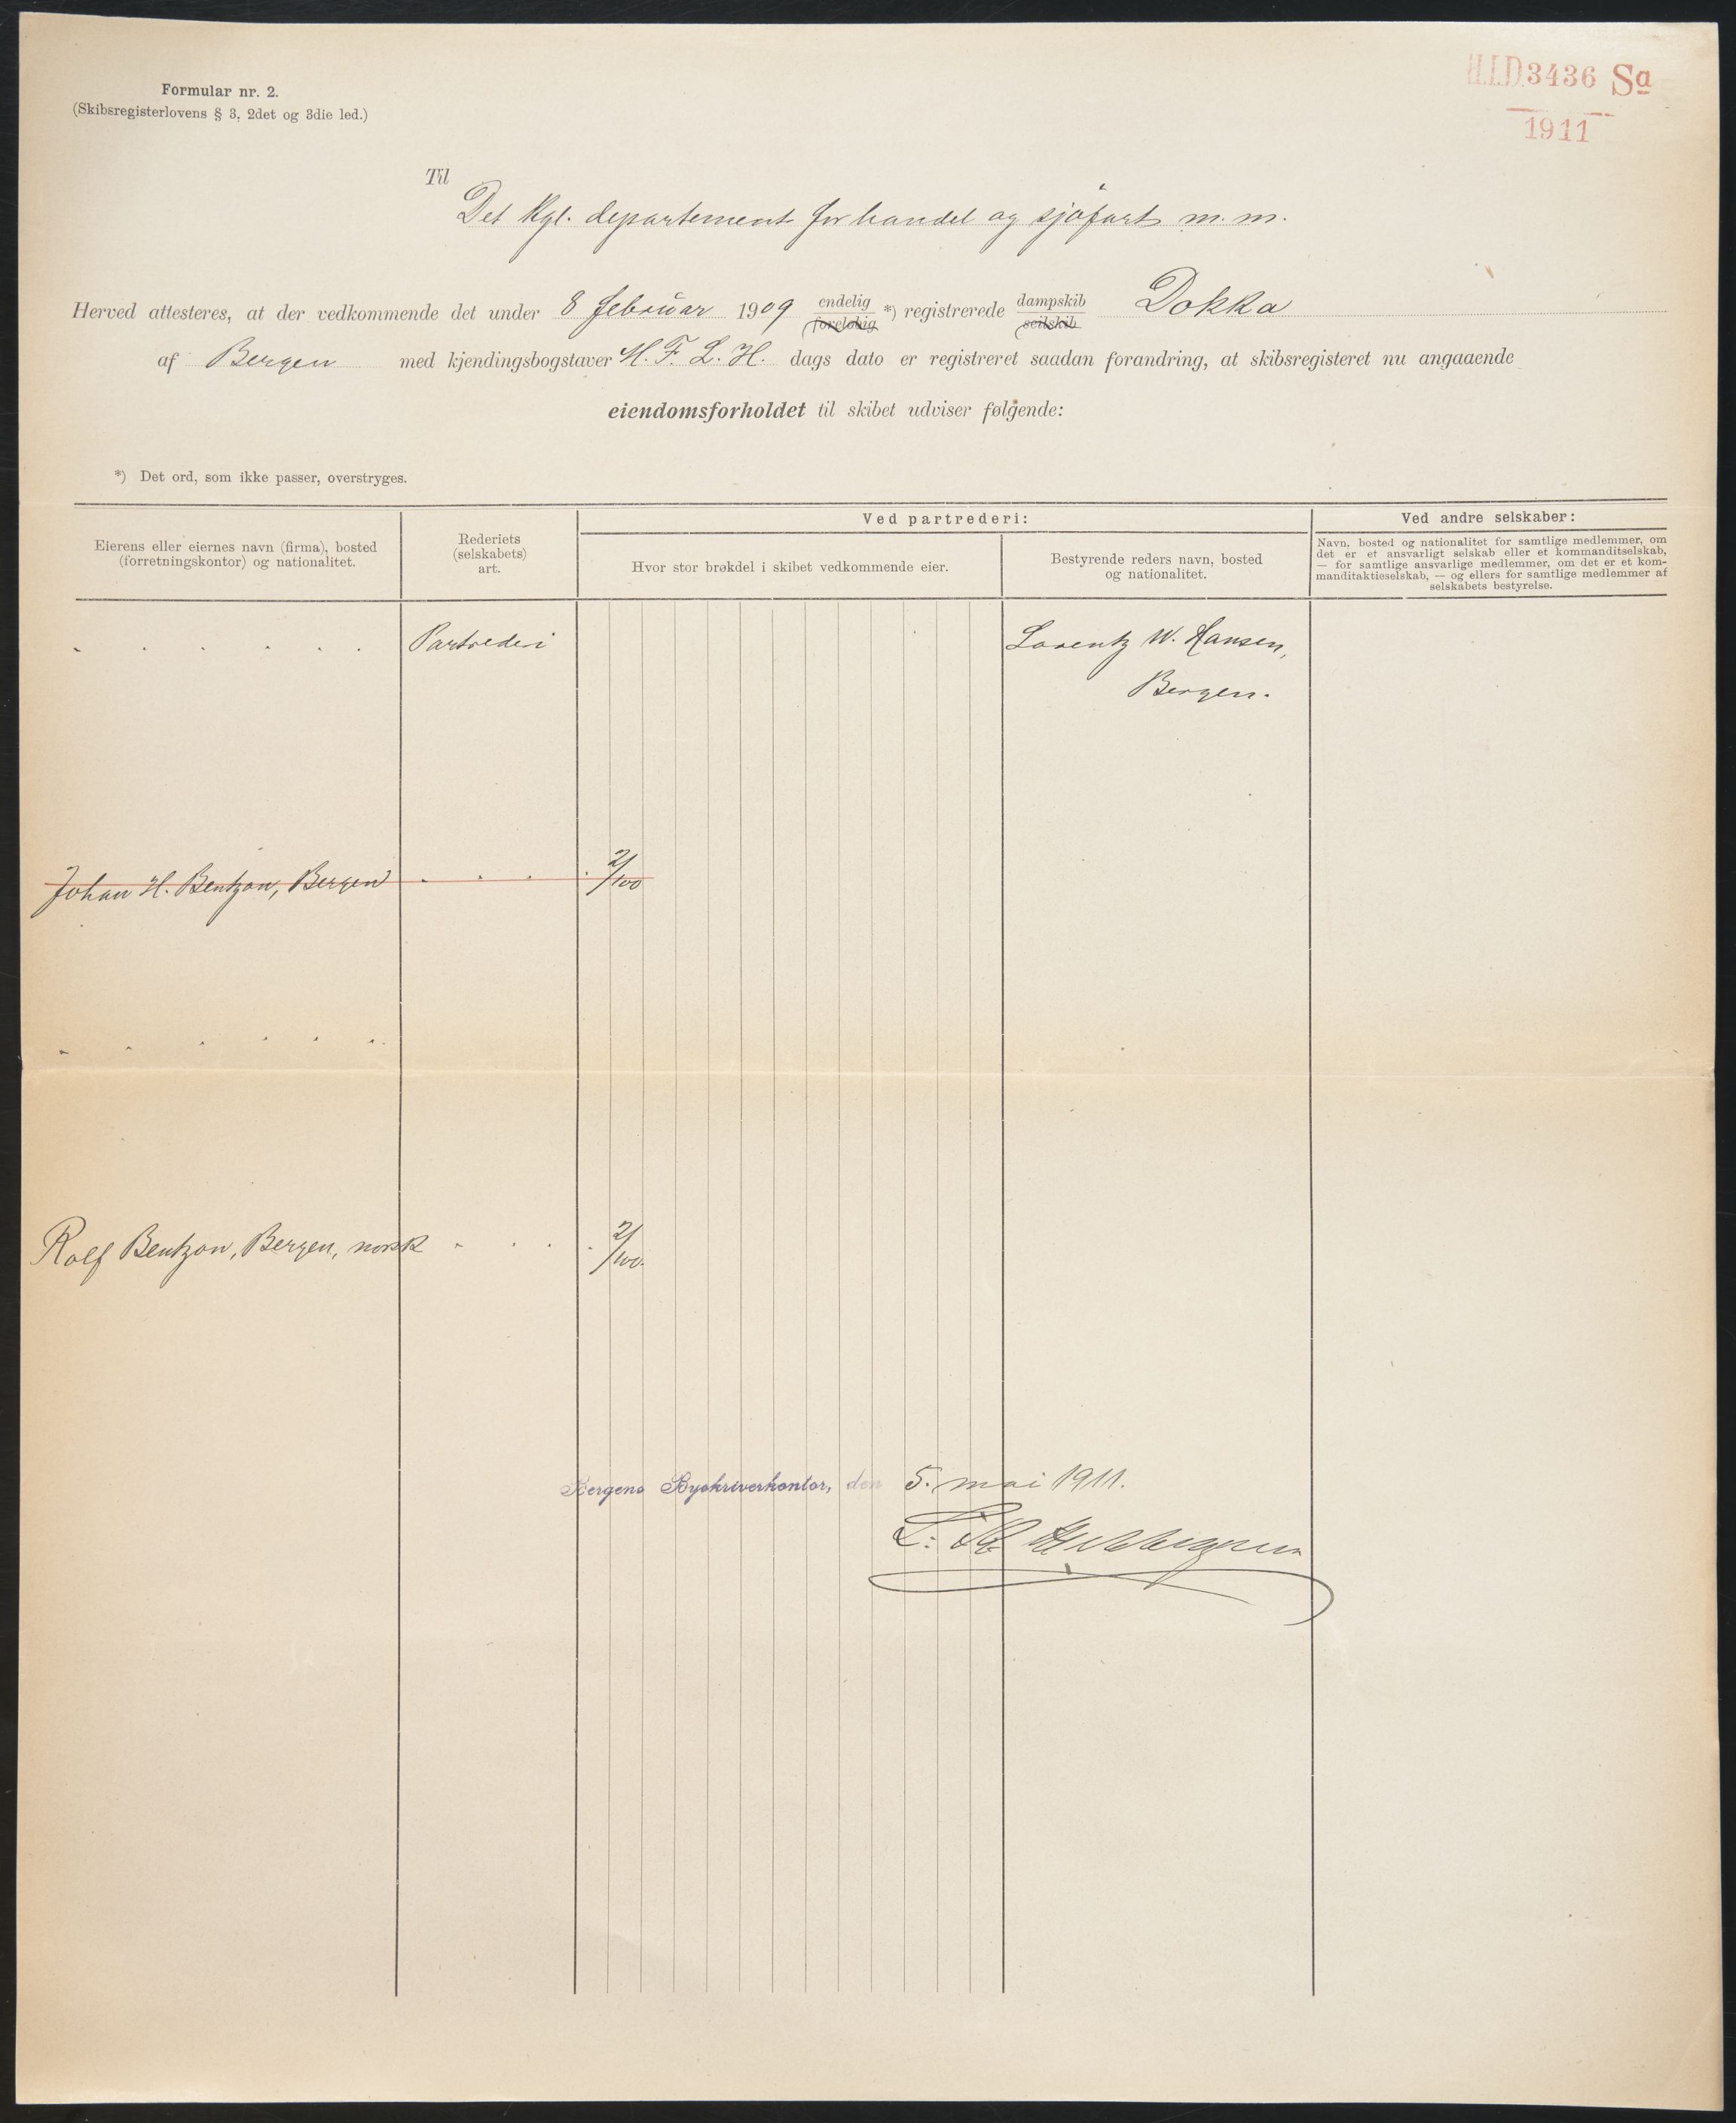 Formular nr. 2.
(Skibsregisterlovens § 3, 2det og 3die led.)
H.I.D. 3436 Sa
1911
Til
Det Kgl. departement for handel og sjøfart m. m.
Herved attesteres, at der vedkommende det under 8 februar 1909 endelig foreløbig *) registrerede dampskib seilskib Dokka
af Bergen med kjendingsbogstaver M. F. L. H. dags dato er registreret saadan forandring, at skibsregisteret nu angaaende
eiendomsforholdet til skibet udviser følgende:
*) Det ord, som ikke passer, overstryges.
Eierens eller eiernes navn (firma), bosted
(forretningskontor) og nationalitet.
Rederiets
(selskabets)
art.
Ved partrederi:
Hvor stor brøkdel i skibet vedkommende eier.
Bestyrende reders navn, bosted
og nationalitet.
Ved andre selskaber:
Navn, bosted og nationalitet for samtlige medlemmer, om
det er et ansvarligt selskab eller et kommanditselskab,
— for samtlige ansvarlige medlemmer, om det er et kom-
manditaktieselskab, — og ellers for samtlige medlemmer af
selskabets bestyrelse.
Partrederi
Lorentz W. Hansen,
Bergen.
Johan H. Bentzon, Bergen 2/100
Rolf Bentzon, Bergen, norsk 2/100.
Bergens Byskriverkontor, den 5. mai 1911.